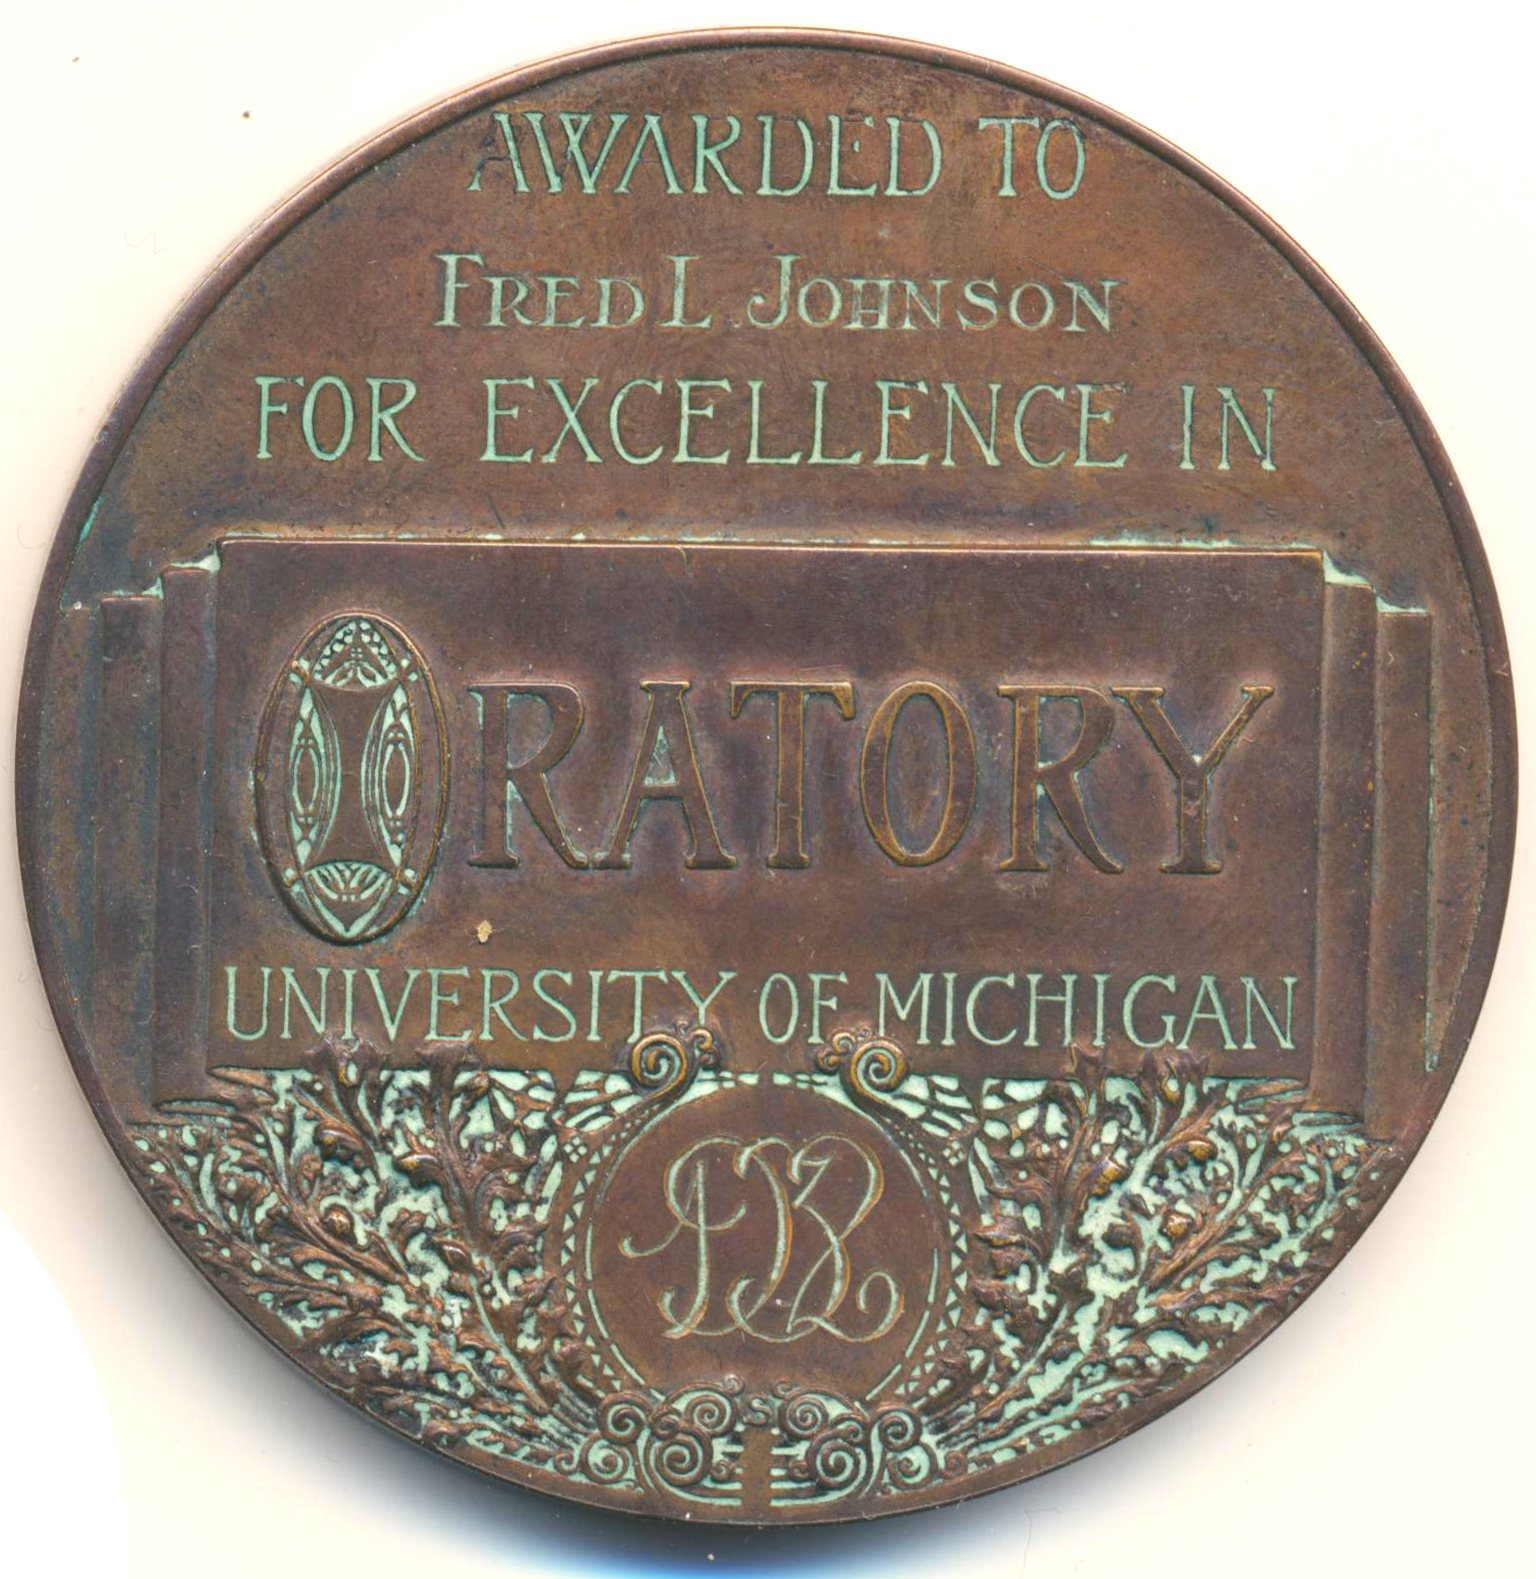 AWARDED TO
FRED L JOHNSON
FOR EXCELLENCE IN
ORATORY
UNIVERSITY OF MICHIGAN